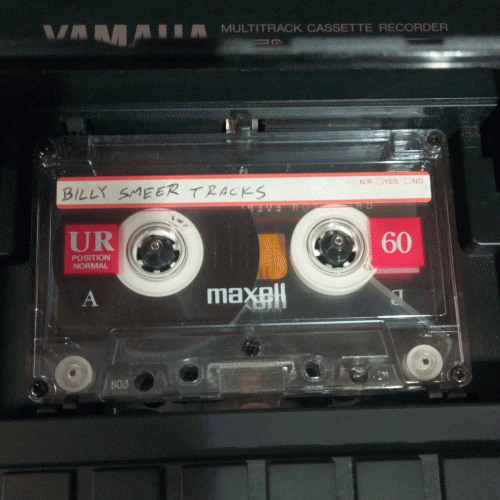 YAMAHA MULTITRACK CASSETTE RECORDER
N.R. □YES □NO
BILLY SMEER TRACKS
UR
POSITION
NORMAL
60
A
maxell